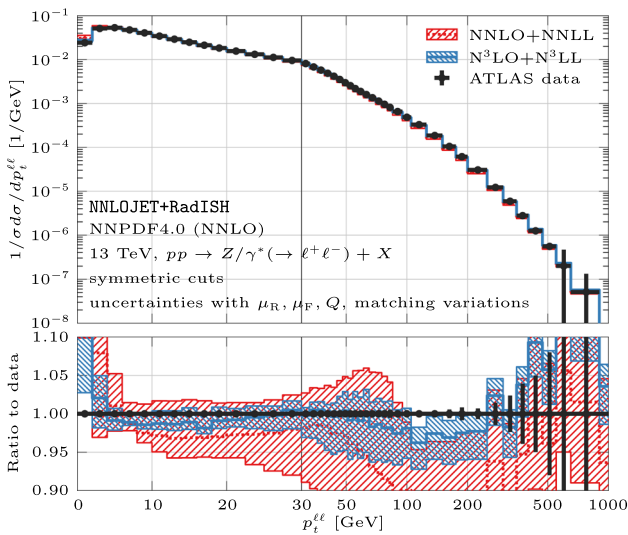 NNLO+NNLL
N³LO+N³LL
ATLAS data
10⁻¹
10⁻²
10⁻³
10⁻⁴
10⁻⁵
10⁻⁶
10⁻⁷
10⁻⁸
1/σdσ/dp_t^{ℓℓ} [1/GeV]
NNLOJET+RadISH
NNPDF4.0 (NNLO)
13 TeV, pp → Z/γ*(→ ℓ⁺ℓ⁻) + X
symmetric cuts
uncertainties with μ_R, μ_F, Q, matching variations
1.10
1.05
1.00
0.95
0.90
Ratio to data
0 10 20 30 50 100 200 500 1000
p_t^{ℓℓ} [GeV]